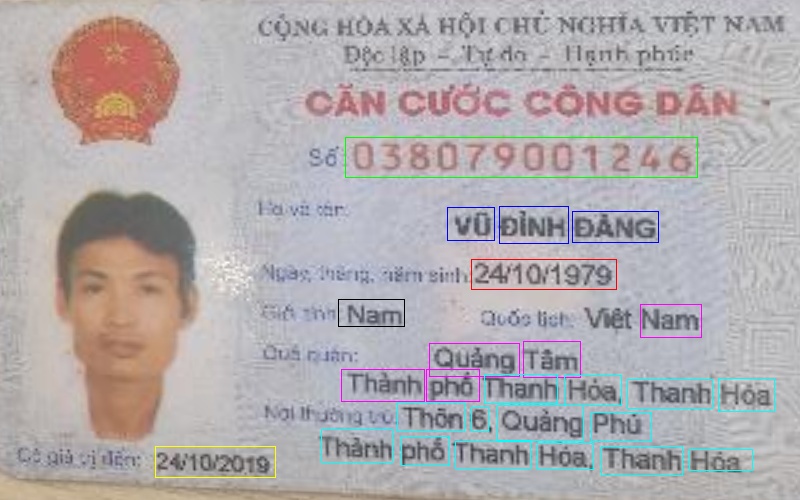 CỘNG HÒA XÃ HỘI CHỦ NGHĨA VIỆT NAM
Độc lập - Tự do - Hạnh phúc
CĂN CƯỚC CÔNG DÂN
Số 038079001246
Họ và tên:
VŨ ĐÌNH ĐĂNG
Ngày, tháng, năm sinh: 24/10/1979
Giới tính: Nam Quốc tịch: Việt Nam
Quê quán: Quảng Tâm
Thành phố Thanh Hóa, Thanh Hóa
Nơi thường trú: Thôn 6, Quảng Phú
Thành phố Thanh Hóa, Thanh Hóa
Có giá trị đến: 24/10/2019